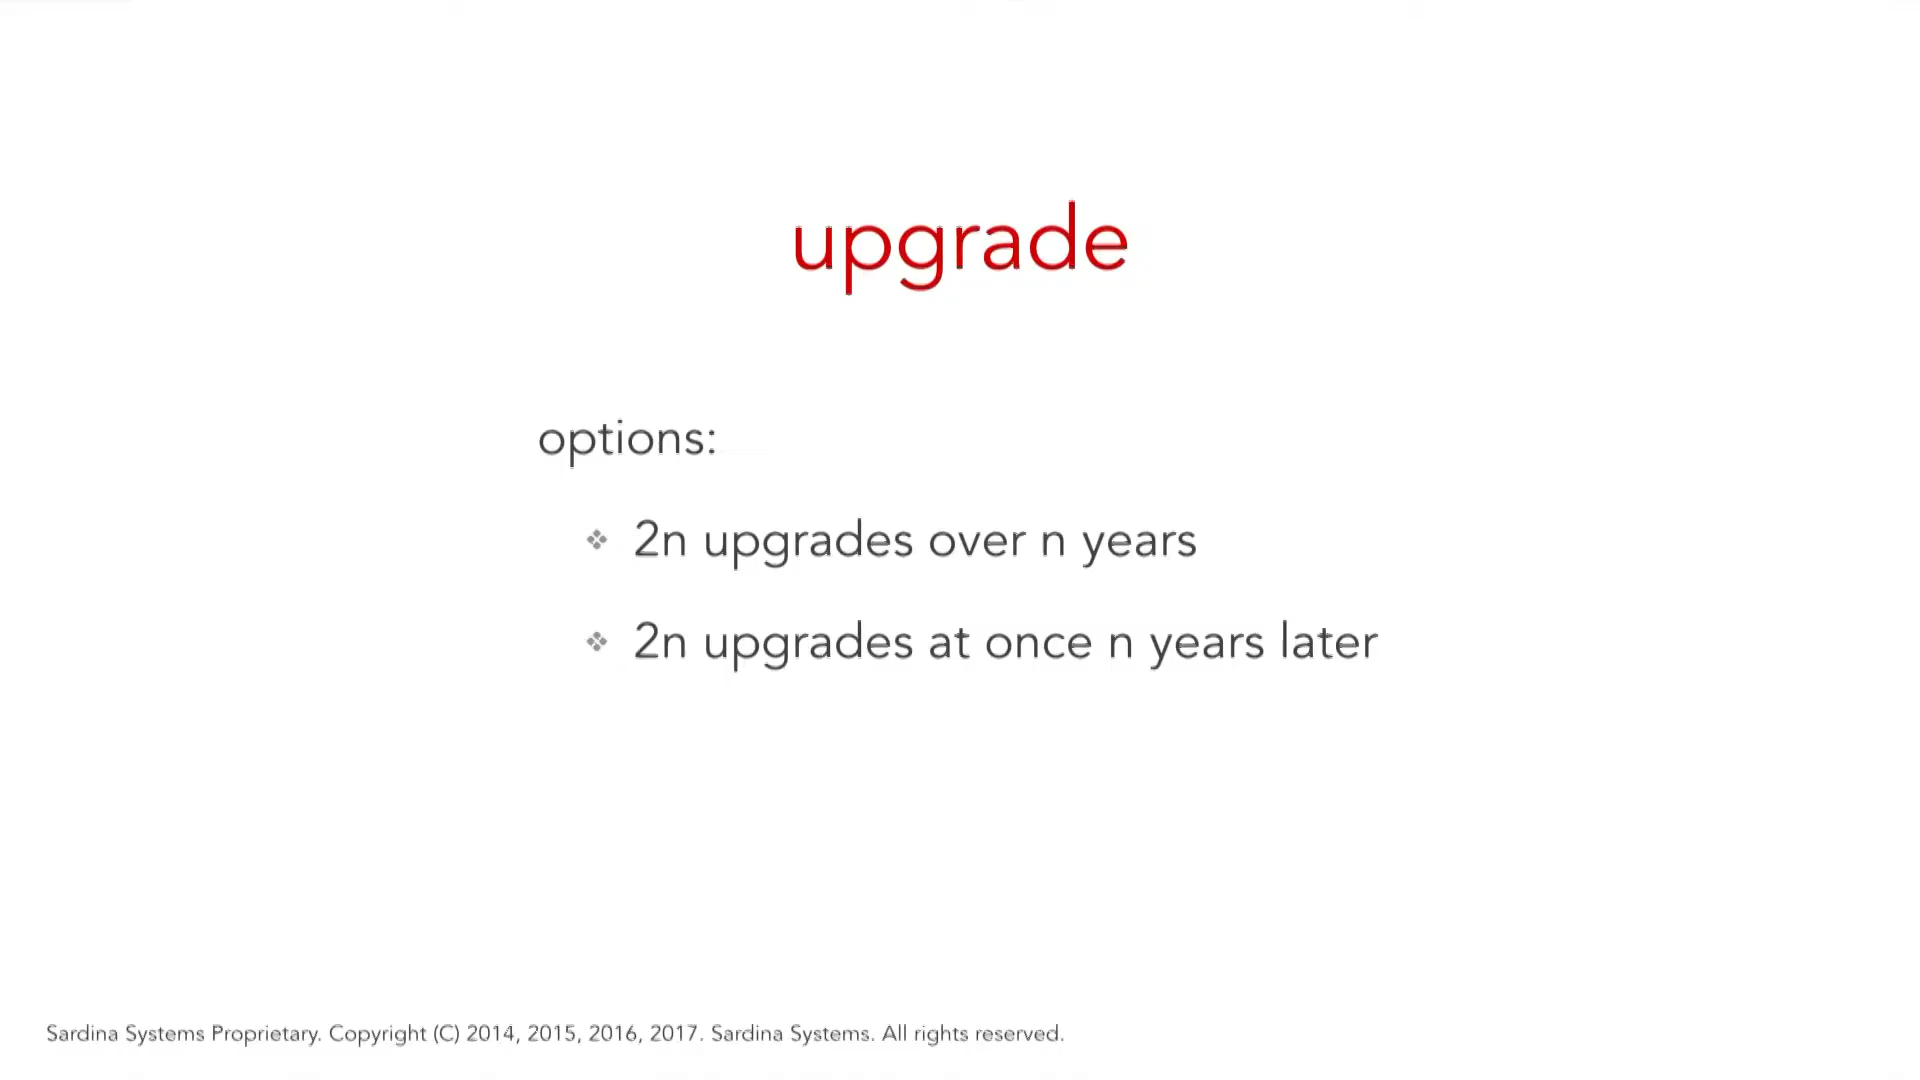 upgrade
options:
2n upgrades over n years
2n upgrades at once n years later
Sardina Systems Proprietary. Copyright (C) 2014, 2015, 2016, 2017. Sardina Systems. All rights reserved.